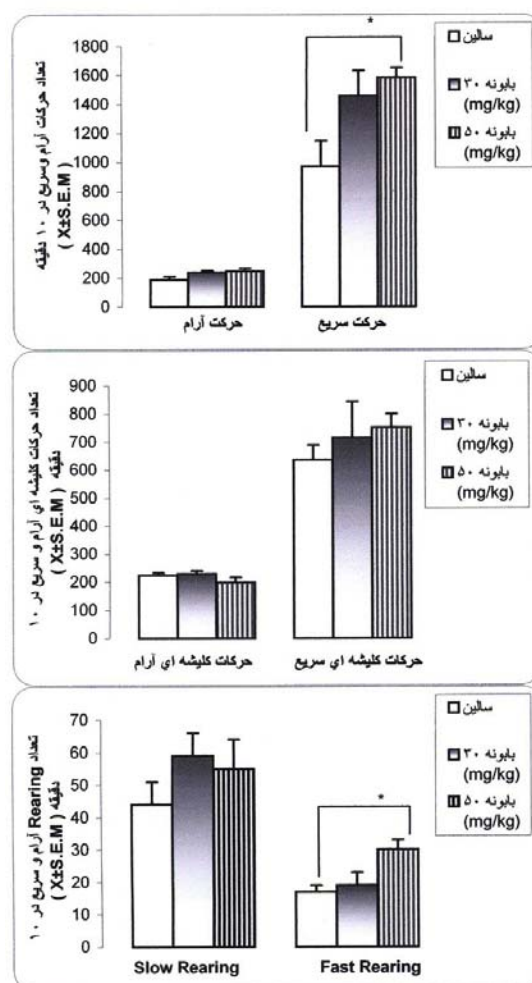 تعداد حرکات آرام وسریع در ۱۰ دقیقه
( X±S.E.M )
1800
1600
1400
1200
1000
800
600
400
200
0
*
حرکت آرام
حرکت سریع
سالین
بابونه ۳۰
(mg/kg)
بابونه ۵۰
(mg/kg)
تعداد حرکات کلیشه اي آرام و سریع در ۱۰
دقیقه ( X±S.E.M )
900
800
700
600
500
400
300
200
100
0
حرکات کلیشه اي آرام
حرکات کلیشه اي سریع
سالین
بابونه ۳۰
(mg/kg)
بابونه ۵۰
(mg/kg)
تعداد Rearing آرام و سریع در ۱۰
دقیقه ( X±S.E.M )
70
60
50
40
30
20
10
0
*
Slow Rearing
Fast Rearing
سالین
بابونه ۳۰
(mg/kg)
بابونه ۵۰
(mg/kg)